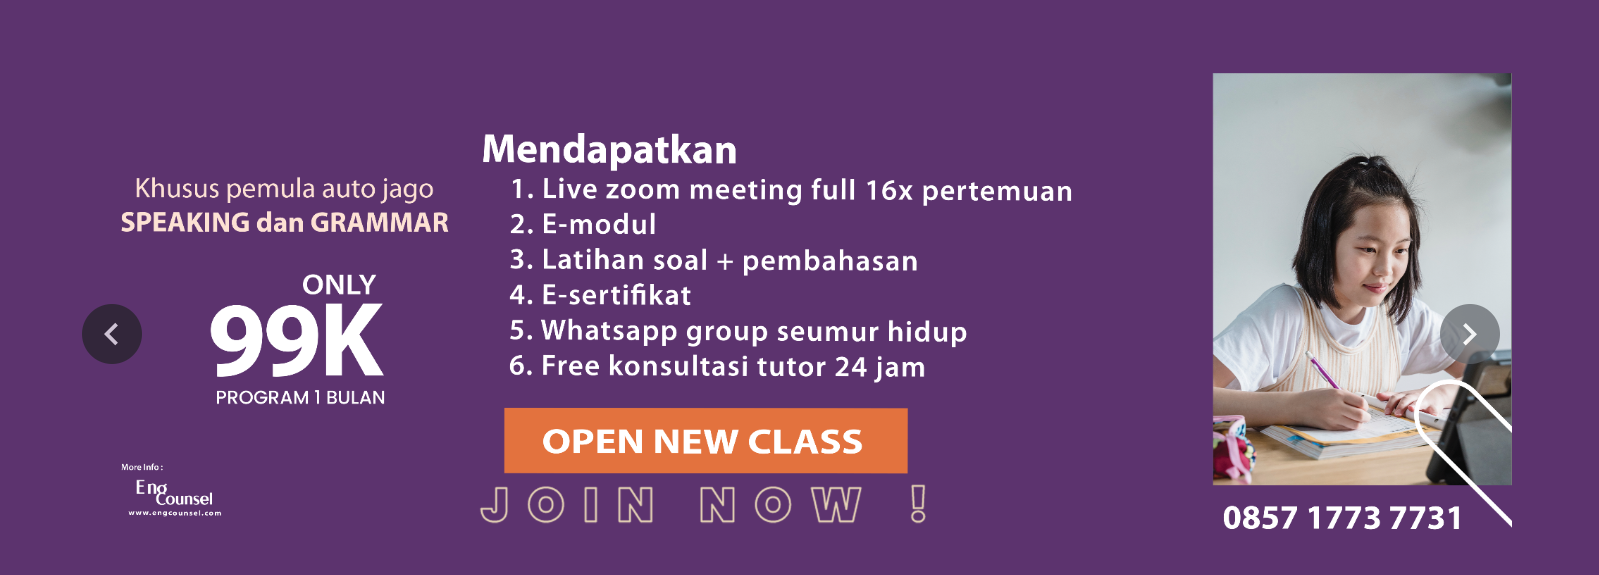 Khusus pemula auto jago
SPEAKING dan GRAMMAR
ONLY
99K
PROGRAM 1 BULAN
More Info :
Eng
Counsel
www.engcounsel.com
Mendapatkan
1. Live zoom meeting full 16x pertemuan
2. E-modul
3. Latihan soal + pembahasan
4. E-sertifikat
5. Whatsapp group seumur hidup
6. Free konsultasi tutor 24 jam
OPEN NEW CLASS
JOIN NOW !
0857 1773 7731